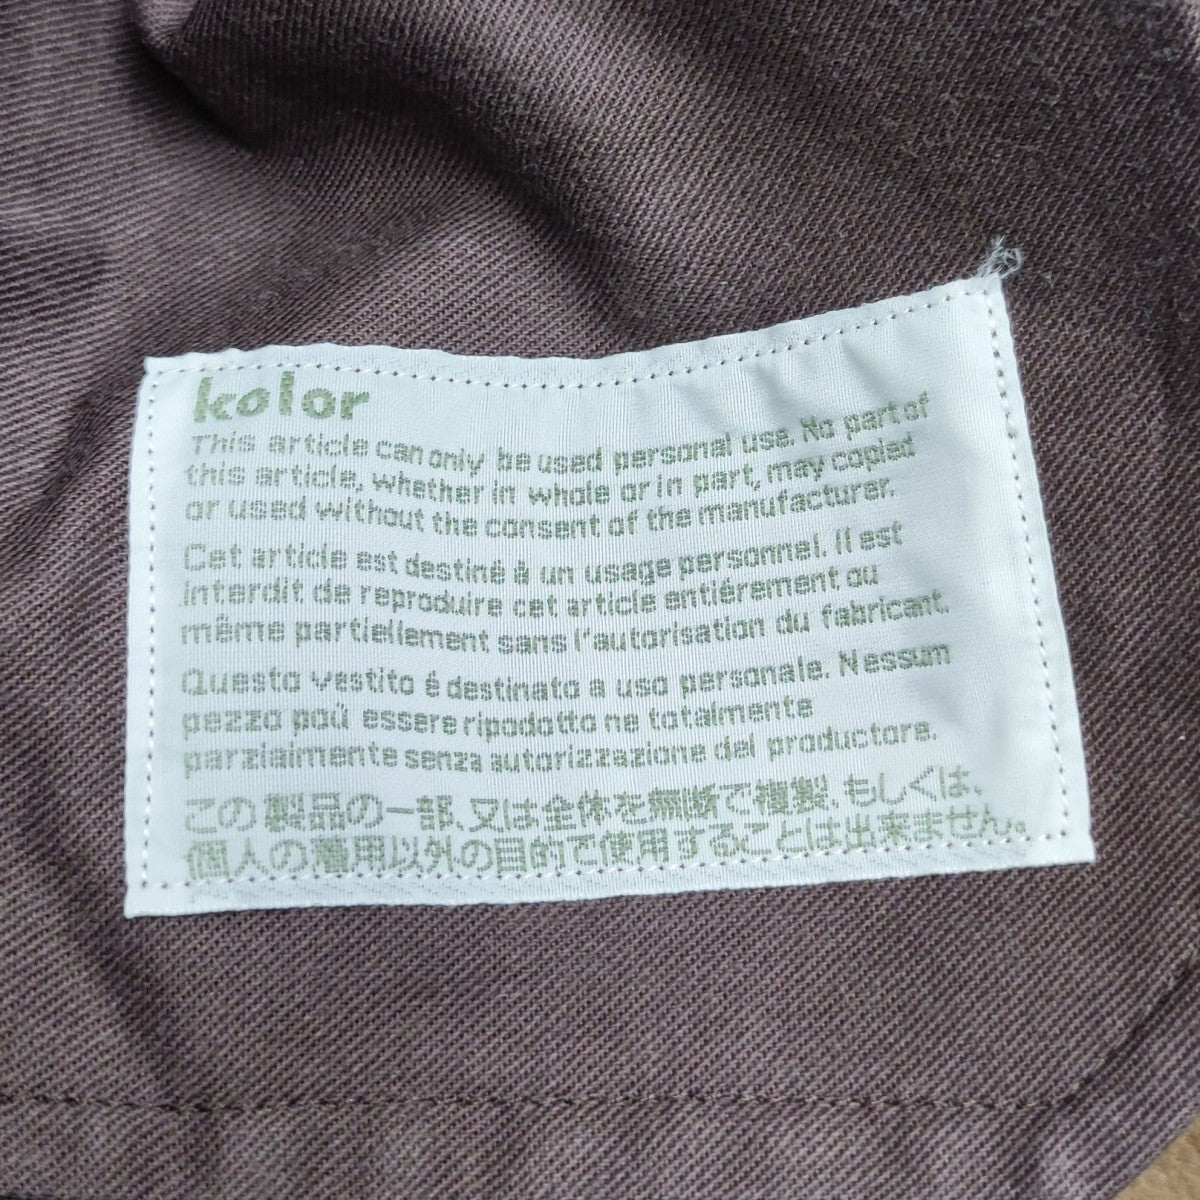 kolor
This article can only be used personal use. No part of
this article, whether in whole or in part, may copied
or used without the consent of the manufacturer.
Cet article est destiné à un usage personnel. Il est
interdit de reproduire cet article entiérement ou
même partiellement sans l'autorisation du fabricant.
Questo vestito é destinato a uso personale. Nessum
pezzo poù essere ripodotto ne totalmente
parzialmente senza autorizzazione del productore.
この製品の一部、又は全体を無断で複製、もしくは、
個人の着用以外の目的で使用することは出来ません。